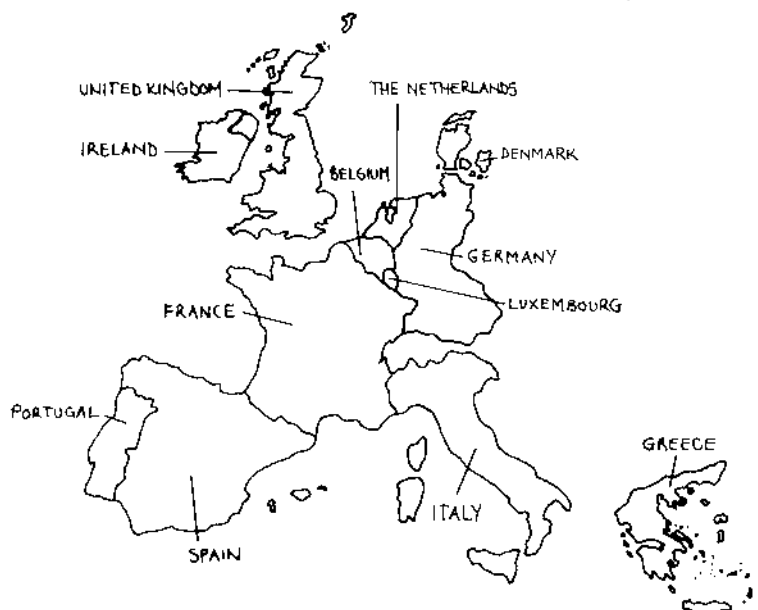 UNITED KINGDOM
THE NETHERLANDS
IRELAND
DENMARK
BELGIUM
GERMANY
LUXEMBOURG
FRANCE
PORTUGAL
GREECE
ITALY
SPAIN